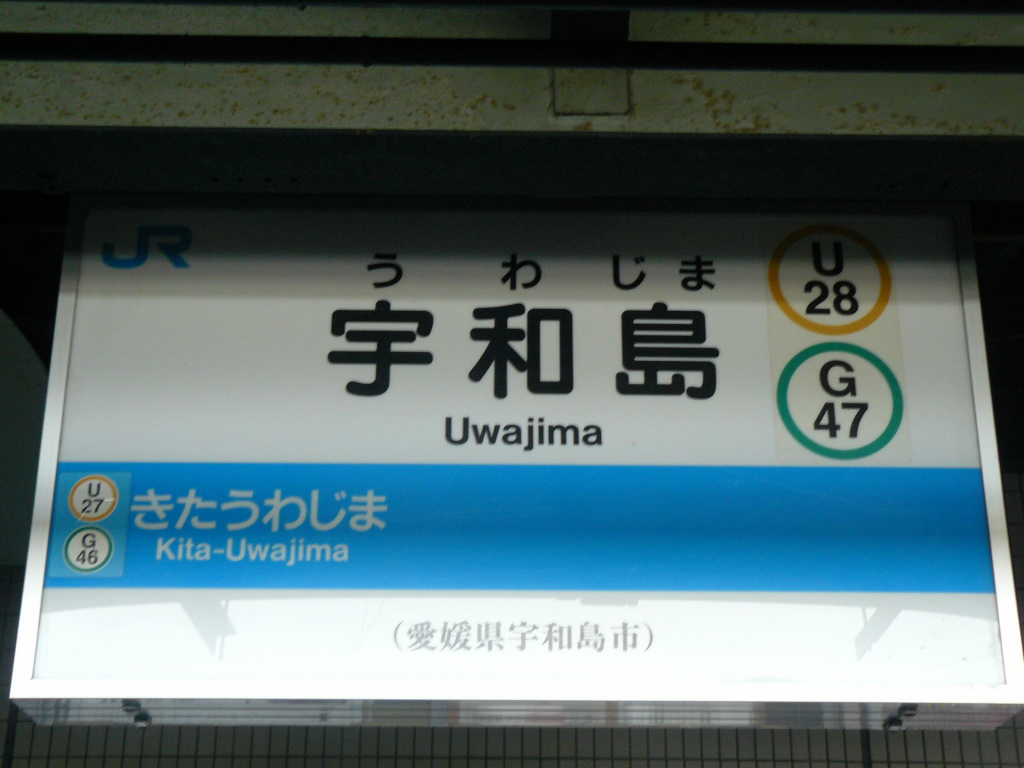 JR
うわじま
宇和島
Uwajima
U
28
G
47
U
27
G
46
きたうわじま
Kita-Uwajima
(愛媛県宇和島市)